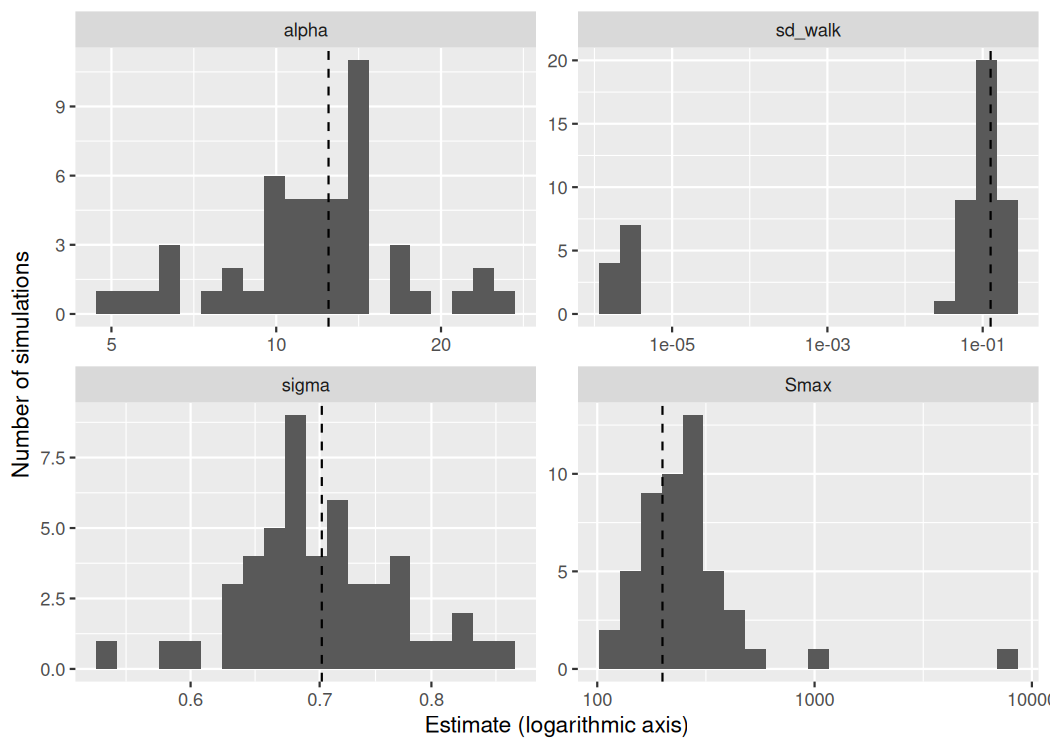 alpha
sd_walk
9
6
3
0
20
15
10
5
0
5
10
20
1e-05
1e-03
1e-01
sigma
Smax
7.5
5.0
2.5
0.0
10
5
0
0.6
0.7
0.8
100
1000
10000
Number of simulations
Estimate (logarithmic axis)